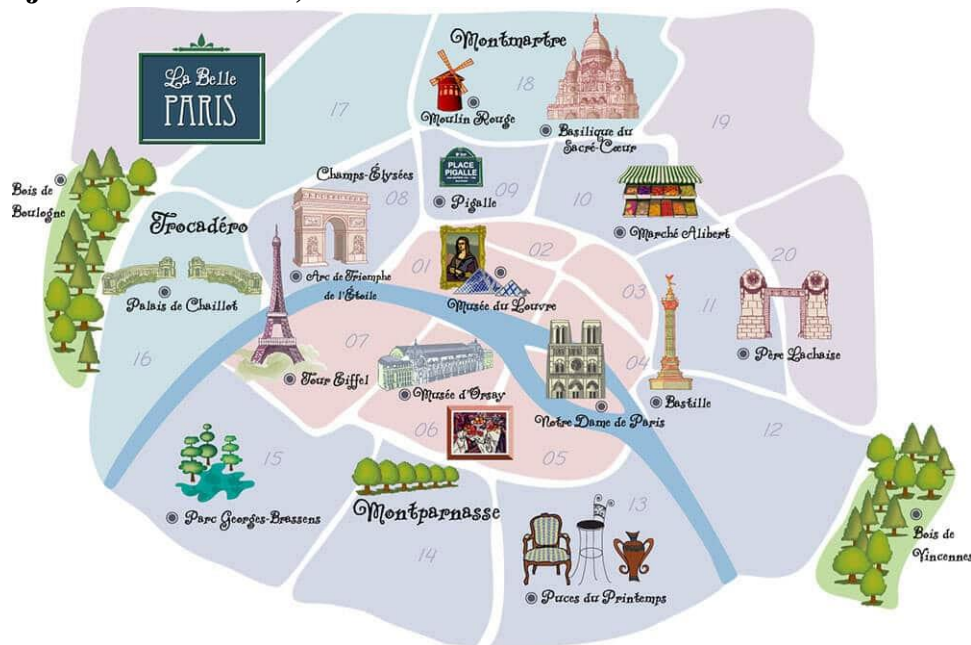 La Belle
PARIS
Montmartre
18
17
19
Moulin Rouge
Basilique du
Sacré-Cœur
Bois de
Boulogne
Champs-Élysées
08
PLACE
PIGALLE
09
Pigalle
10
Marché Alibert
Trocadéro
Palais de Chaillot
16
Arc de Triomphe
de l'Étoile
01
02
Musée du Louvre
03
11
20
Père Lachaise
07
Tour Eiffel
Musée d'Orsay
04
Notre Dame de Paris
Bastille
06
05
12
15
Parc Georges-Brassens
Montparnasse
14
13
Puces du Printemps
Bois de
Vincennes